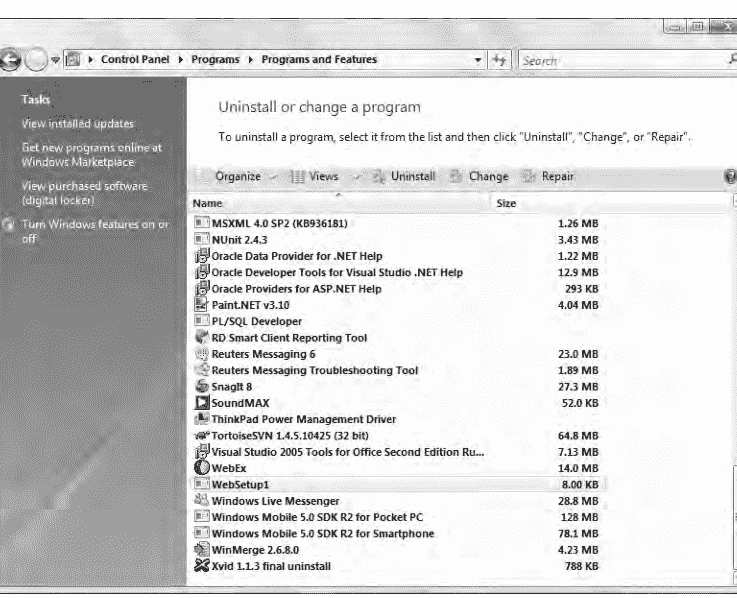 Control Panel Programs Programs and Features
Search
Tasks
View installed updates
Get new programs online at
Windows Marketplace
View purchased software
(digital locker)
Turn Windows features on or
off
Uninstall or change a program
To uninstall a program, select it from the list and then click "Uninstall", "Change", or "Repair".
Organize Views Uninstall Change Repair
Name Size
MSXML 4.0 SP2 (KB936181) 1.26 MB
NUnit 2.4.3 3.43 MB
Oracle Data Provider for .NET Help 1.22 MB
Oracle Developer Tools for Visual Studio .NET Help 12.9 MB
Oracle Providers for ASP.NET Help 293 KB
Paint.NET v3.10 4.04 MB
PL/SQL Developer
RD Smart Client Reporting Tool
Reuters Messaging 6 23.0 MB
Reuters Messaging Troubleshooting Tool 1.89 MB
SnagIt 8 27.3 MB
SoundMAX 52.0 KB
ThinkPad Power Management Driver
TortoiseSVN 1.4.5.10425 (32 bit) 64.8 MB
Visual Studio 2005 Tools for Office Second Edition Ru... 7.13 MB
WebEx 14.0 MB
WebSetup1 8.00 KB
Windows Live Messenger 28.8 MB
Windows Mobile 5.0 SDK R2 for Pocket PC 128 MB
Windows Mobile 5.0 SDK R2 for Smartphone 78.1 MB
WinMerge 2.6.8.0 4.23 MB
Xvid 1.1.3 final uninstall 788 KB